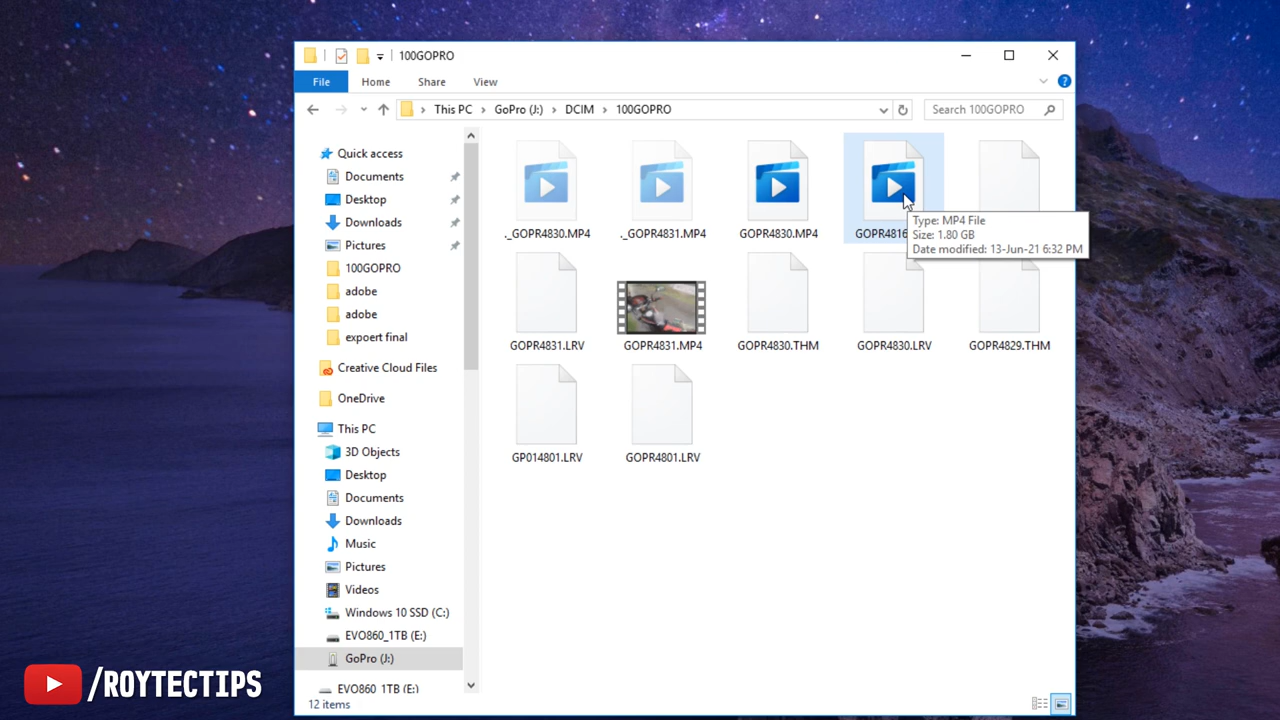 100GOPRO
File Home Share View
This PC GoPro (J:) DCIM 100GOPRO
Search 100GOPRO
Quick access
Documents
Desktop
Downloads
Pictures
100GOPRO
adobe
adobe
expoert final
Creative Cloud Files
OneDrive
This PC
3D Objects
Desktop
Documents
Downloads
Music
Pictures
Videos
Windows 10 SSD (C:)
EVO860_1TB (E:)
GoPro (J:)
EVO860_1TB (E:)
._GOPR4830.MP4 ._GOPR4831.MP4 GOPR4830.MP4 GOPR4816
Type: MP4 File
Size: 1.80 GB
Date modified: 13-Jun-21 6:32 PM
GOPR4831.LRV GOPR4831.MP4 GOPR4830.THM GOPR4830.LRV GOPR4829.THM
GP014801.LRV GOPR4801.LRV
12 items
/ROYTECTIPS